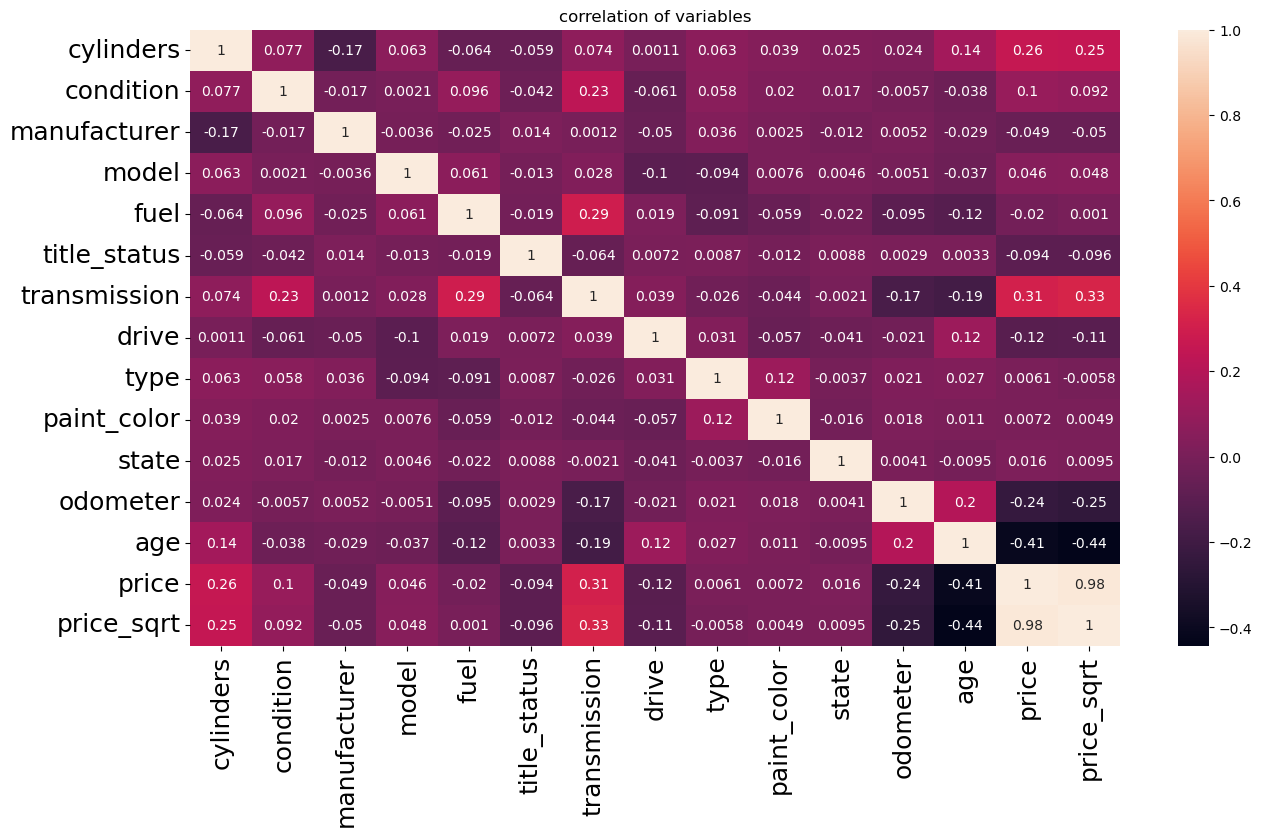 correlation of variables
cylinders 1 0.077 -0.17 0.063 -0.064 -0.059 0.074 0.0011 0.063 0.039 0.025 0.024 0.14 0.26 0.25
condition 0.077 1 -0.017 0.0021 0.096 -0.042 0.23 -0.061 0.058 0.02 0.017 -0.0057 -0.038 0.1 0.092
manufacturer -0.17 -0.017 1 -0.0036 -0.025 0.014 0.0012 -0.05 0.036 0.0025 -0.012 0.0052 -0.029 -0.049 -0.05
model 0.063 0.0021 -0.0036 1 0.061 -0.013 0.028 -0.1 -0.094 0.0076 0.0046 -0.0051 -0.037 0.046 0.048
fuel -0.064 0.096 -0.025 0.061 1 -0.019 0.29 0.019 -0.091 -0.059 -0.022 -0.095 -0.12 -0.02 0.001
title_status -0.059 -0.042 0.014 -0.013 -0.019 1 -0.064 0.0072 0.0087 -0.012 0.0088 0.0029 0.0033 -0.094 -0.096
transmission 0.074 0.23 0.0012 0.028 0.29 -0.064 1 0.039 -0.026 -0.044 -0.0021 -0.17 -0.19 0.31 0.33
drive 0.0011 -0.061 -0.05 -0.1 0.019 0.0072 0.039 1 0.031 -0.057 -0.041 -0.021 0.12 -0.12 -0.11
type 0.063 0.058 0.036 -0.094 -0.091 0.0087 -0.026 0.031 1 0.12 -0.0037 0.021 0.027 0.0061 -0.0058
paint_color 0.039 0.02 0.0025 0.0076 -0.059 -0.012 -0.044 -0.057 0.12 1 -0.016 0.018 0.011 0.0072 0.0049
state 0.025 0.017 -0.012 0.0046 -0.022 0.0088 -0.0021 -0.041 -0.0037 -0.016 1 0.0041 -0.0095 0.016 0.0095
odometer 0.024 -0.0057 0.0052 -0.0051 -0.095 0.0029 -0.17 -0.021 0.021 0.018 0.0041 1 0.2 -0.24 -0.25
age 0.14 -0.038 -0.029 -0.037 -0.12 0.0033 -0.19 0.12 0.027 0.011 -0.0095 0.2 1 -0.41 -0.44
price 0.26 0.1 -0.049 0.046 -0.02 -0.094 0.31 -0.12 0.0061 0.0072 0.016 -0.24 -0.41 1 0.98
price_sqrt 0.25 0.092 -0.05 0.048 0.001 -0.096 0.33 -0.11 -0.0058 0.0049 0.0095 -0.25 -0.44 0.98 1
cylinders
condition
manufacturer
model
fuel
title_status
transmission
drive
type
paint_color
state
odometer
age
price
price_sqrt
1.0
0.8
0.6
0.4
0.2
0.0
−0.2
−0.4